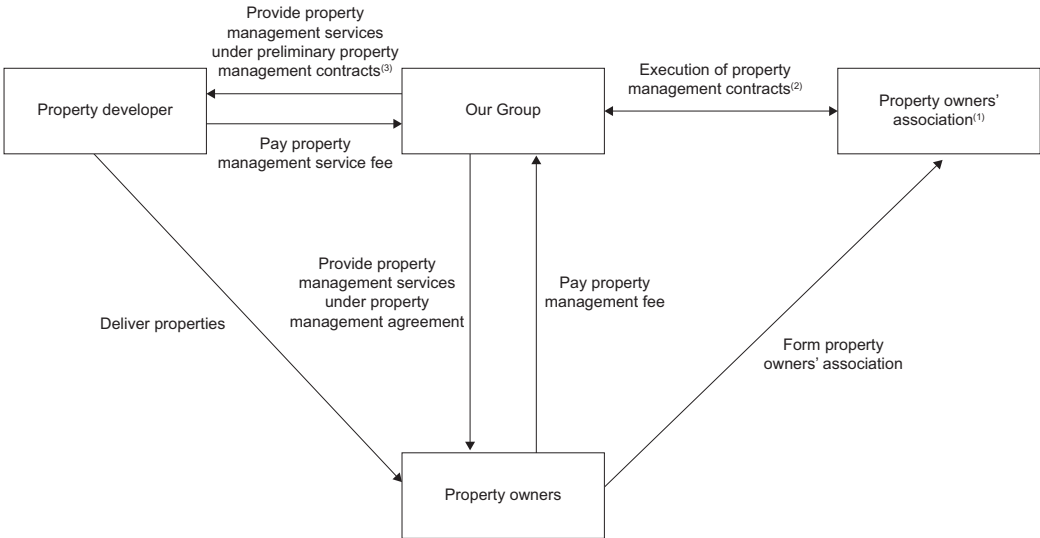 Provide property
management services
under preliminary property
management contracts(3)
Property developer
Our Group
Execution of property
management contracts(2)
Property owners’
association(1)
Pay property
management service fee
Provide property
management services
under property
management agreement
Pay property
management fee
Deliver properties
Form property
owners’ association
Property owners